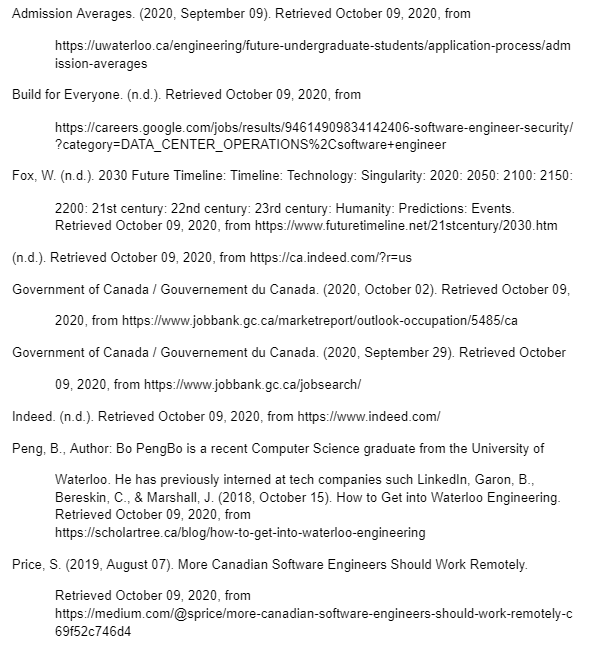 Admission Averages. (2020, September 09). Retrieved October 09, 2020, from
https://uwaterloo.ca/engineering/future-undergraduate-students/application-process/adm
ission-averages
Build for Everyone. (n.d.). Retrieved October 09, 2020, from
https://careers.google.com/jobs/results/94614909834142406-software-engineer-security/
?category=DATA_CENTER_OPERATIONS%2Csoftware+engineer
Fox, W. (n.d.). 2030 Future Timeline: Timeline: Technology: Singularity: 2020: 2050: 2100: 2150:
2200: 21st century: 22nd century: 23rd century: Humanity: Predictions: Events.
Retrieved October 09, 2020, from https://www.futuretimeline.net/21stcentury/2030.htm
(n.d.). Retrieved October 09, 2020, from https://ca.indeed.com/?r=us
Government of Canada / Gouvernement du Canada. (2020, October 02). Retrieved October 09,
2020, from https://www.jobbank.gc.ca/marketreport/outlook-occupation/5485/ca
Government of Canada / Gouvernement du Canada. (2020, September 29). Retrieved October
09, 2020, from https://www.jobbank.gc.ca/jobsearch/
Indeed. (n.d.). Retrieved October 09, 2020, from https://www.indeed.com/
Peng, B., Author: Bo PengBo is a recent Computer Science graduate from the University of
Waterloo. He has previously interned at tech companies such LinkedIn, Garon, B.,
Bereskin, C., & Marshall, J. (2018, October 15). How to Get into Waterloo Engineering.
Retrieved October 09, 2020, from
https://scholartree.ca/blog/how-to-get-into-waterloo-engineering
Price, S. (2019, August 07). More Canadian Software Engineers Should Work Remotely.
Retrieved October 09, 2020, from
https://medium.com/@sprice/more-canadian-software-engineers-should-work-remotely-c
69f52c746d4